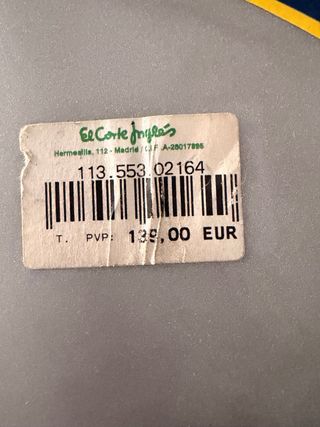 El Corte Inglés
Hermosilla, 112 - Madrid C.I.F. A-28017895
113.553.02164
T. PVP: 139,00 EUR